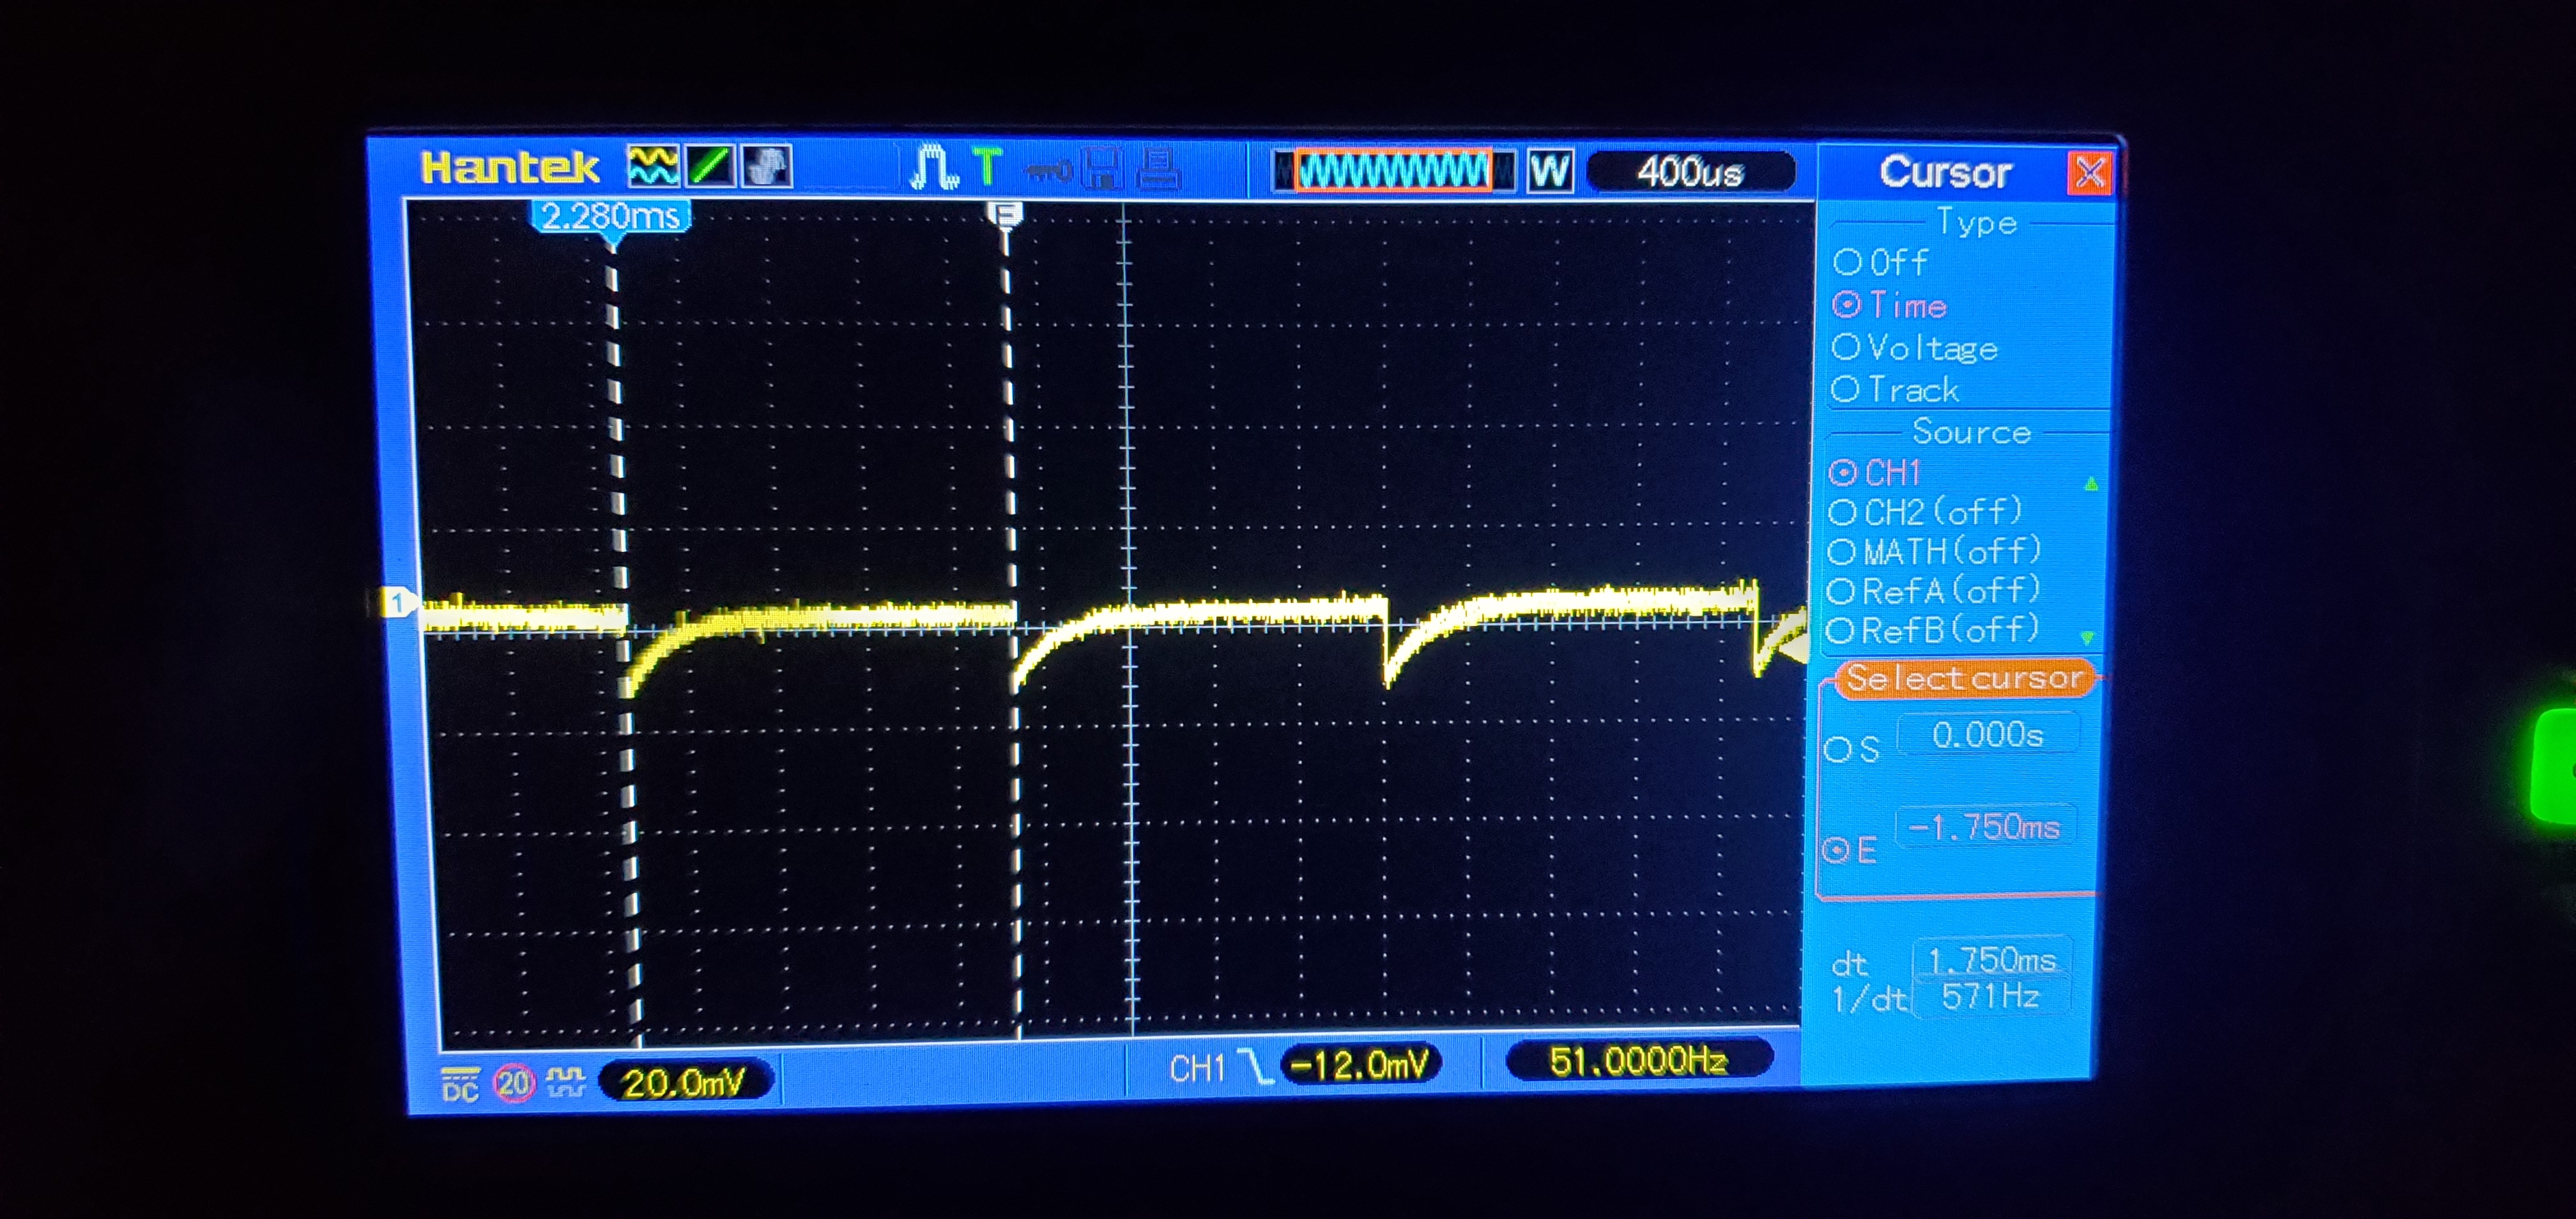 Hantek T W 400us Cursor
2.280ms E
Type
Off
Time
Voltage
Track
Source
CH1
CH2(off)
MATH(off)
RefA(off)
RefB(off)
1
Select cursor
S 0.000s
E -1.750ms
dt 1.750ms
1/dt 571Hz
DC 20 20.0mV CH1 -12.0mV 51.0000Hz